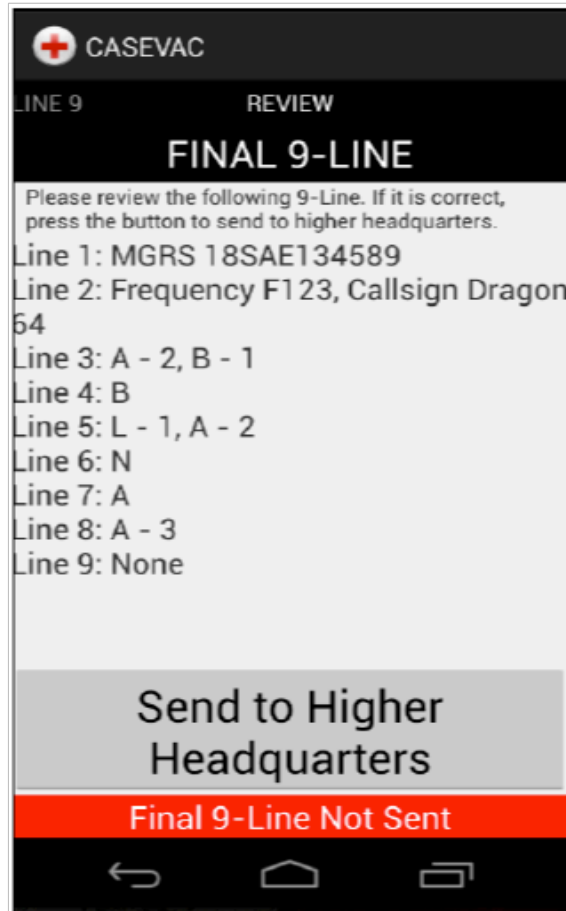 CASEVAC
LINE 9 REVIEW
FINAL 9-LINE
Please review the following 9-Line. If it is correct,
press the button to send to higher headquarters.
Line 1: MGRS 18SAE134589
Line 2: Frequency F123, Callsign Dragon
64
Line 3: A - 2, B - 1
Line 4: B
Line 5: L - 1, A - 2
Line 6: N
Line 7: A
Line 8: A - 3
Line 9: None
Send to Higher
Headquarters
Final 9-Line Not Sent